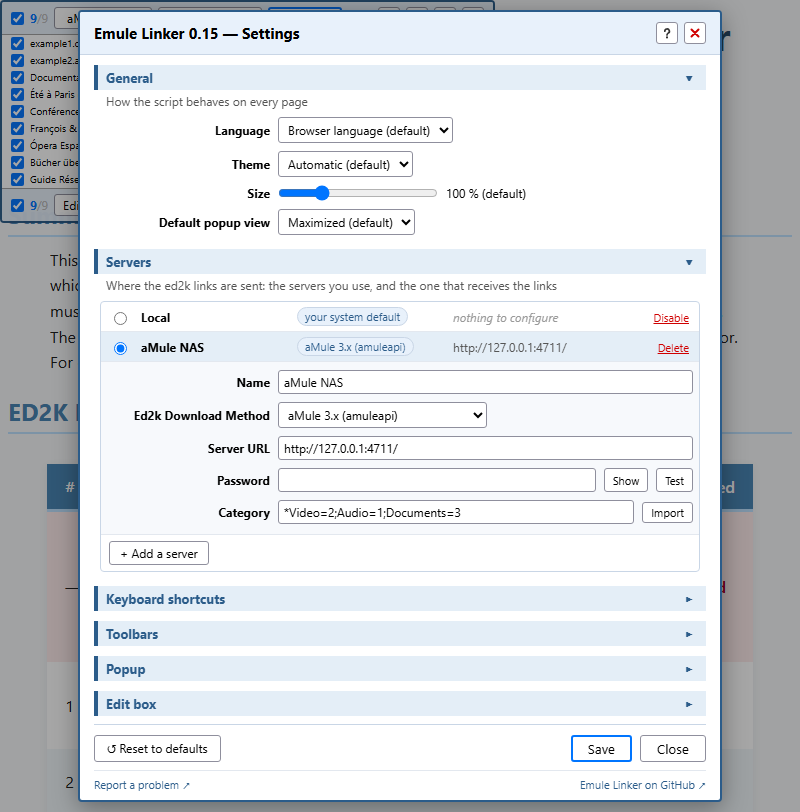 9/9
aM
Emule Linker 0.15 — Settings
?
✕
example1.
example2.a
Documenta
Été à Paris
Conférence
François &
Ópera Espa
Bücher übe
Guide Rése
9/9
Edi
General
▼
How the script behaves on every page
Language
Browser language (default)
Theme
Automatic (default)
Size
100 % (default)
Default popup view
Maximized (default)
Servers
▼
Where the ed2k links are sent: the servers you use, and the one that receives the links
Local
your system default
nothing to configure
Disable
aMule NAS
aMule 3.x (amuleapi)
http://127.0.0.1:4711/
Delete
Name
aMule NAS
Ed2k Download Method
aMule 3.x (amuleapi)
Server URL
http://127.0.0.1:4711/
Password
Show
Test
Category
*Video=2;Audio=1;Documents=3
Import
+ Add a server
Keyboard shortcuts
►
Toolbars
►
Popup
►
Edit box
►
↺ Reset to defaults
Save
Close
Report a problem ↗
Emule Linker on GitHub ↗
This
whic
mus
The
or.
For
ED2K
#
ed
1
2